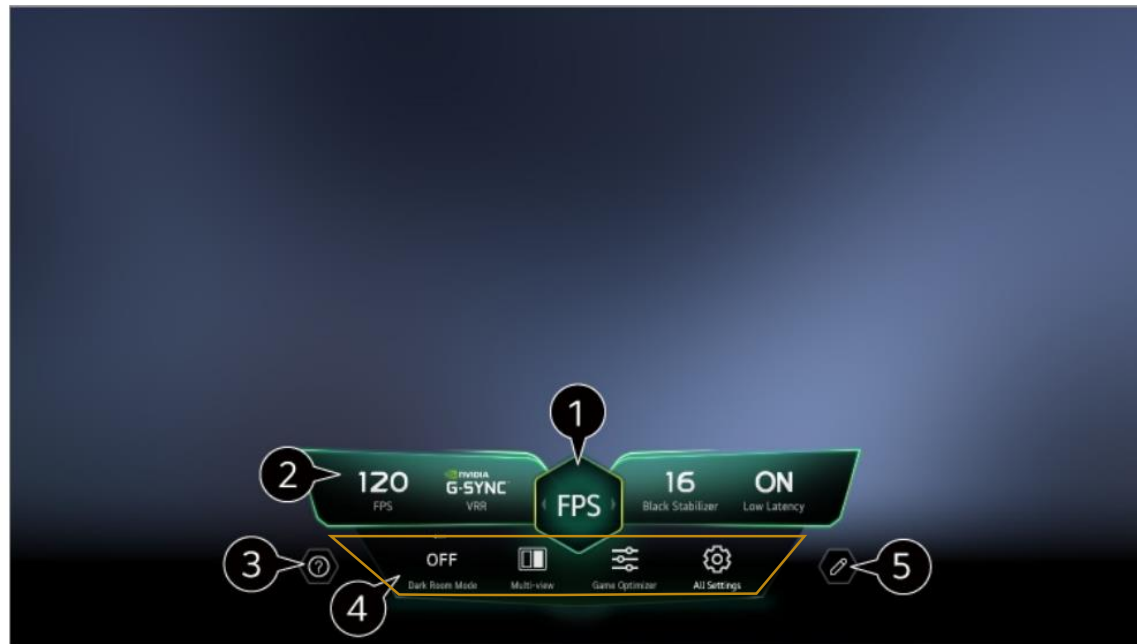 1
2
120
FPS
NVIDIA
G-SYNC
VRR
FPS
16
Black Stabilizer
ON
Low Latency
3
?
4
OFF
Dark Room Mode
Multi-view
Game Optimizer
All Settings
5